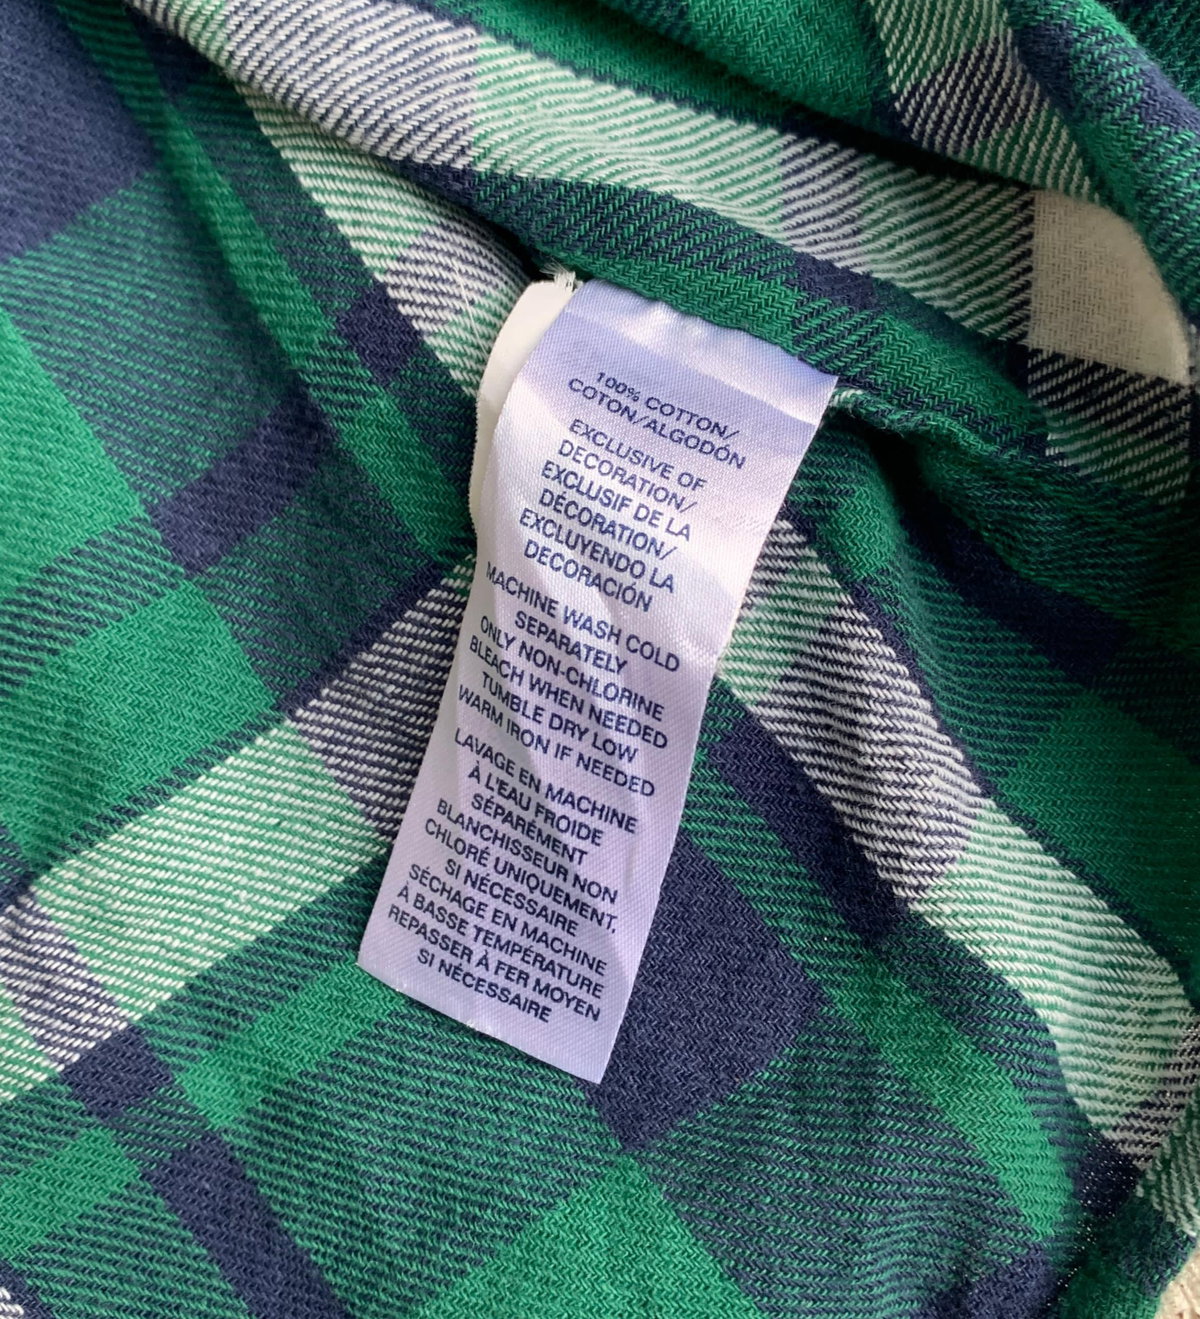 100% COTTON/
COTON/ALGODÓN
EXCLUSIVE OF
DECORATION/
EXCLUSIF DE LA
DÉCORATION/
EXCLUYENDO LA
DECORACIÓN
MACHINE WASH COLD
SEPARATELY
ONLY NON-CHLORINE
BLEACH WHEN NEEDED
TUMBLE DRY LOW
WARM IRON IF NEEDED
LAVAGE EN MACHINE
À L'EAU FROIDE
SÉPARÉMENT
BLANCHISSEUR NON
CHLORÉ UNIQUEMENT,
SI NÉCESSAIRE
SÉCHAGE EN MACHINE
À BASSE TEMPÉRATURE
REPASSER À FER MOYEN
SI NÉCESSAIRE